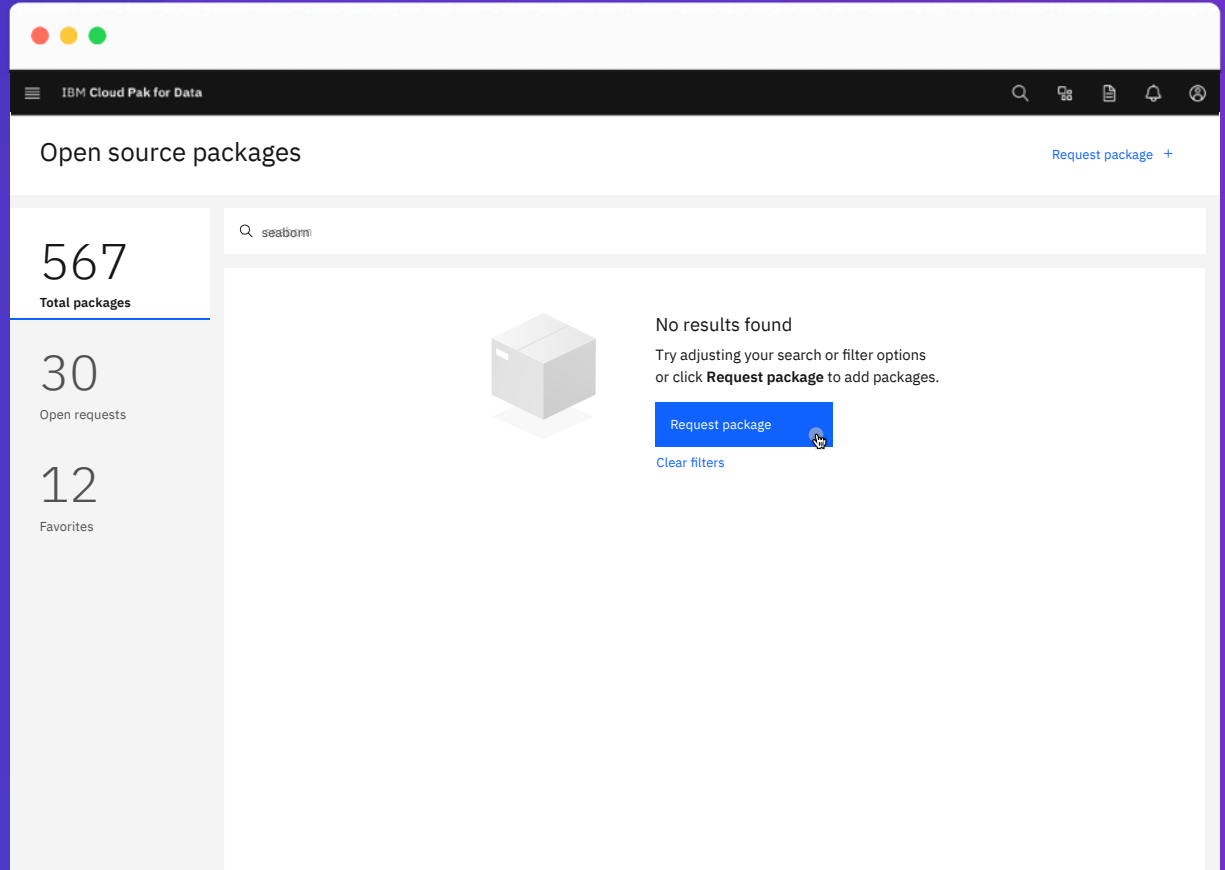 IBM Cloud Pak for Data
Open source packages
Request package +
567
Total packages
30
Open requests
12
Favorites
seaborn
No results found
Try adjusting your search or filter options
or click Request package to add packages.
Request package
Clear filters